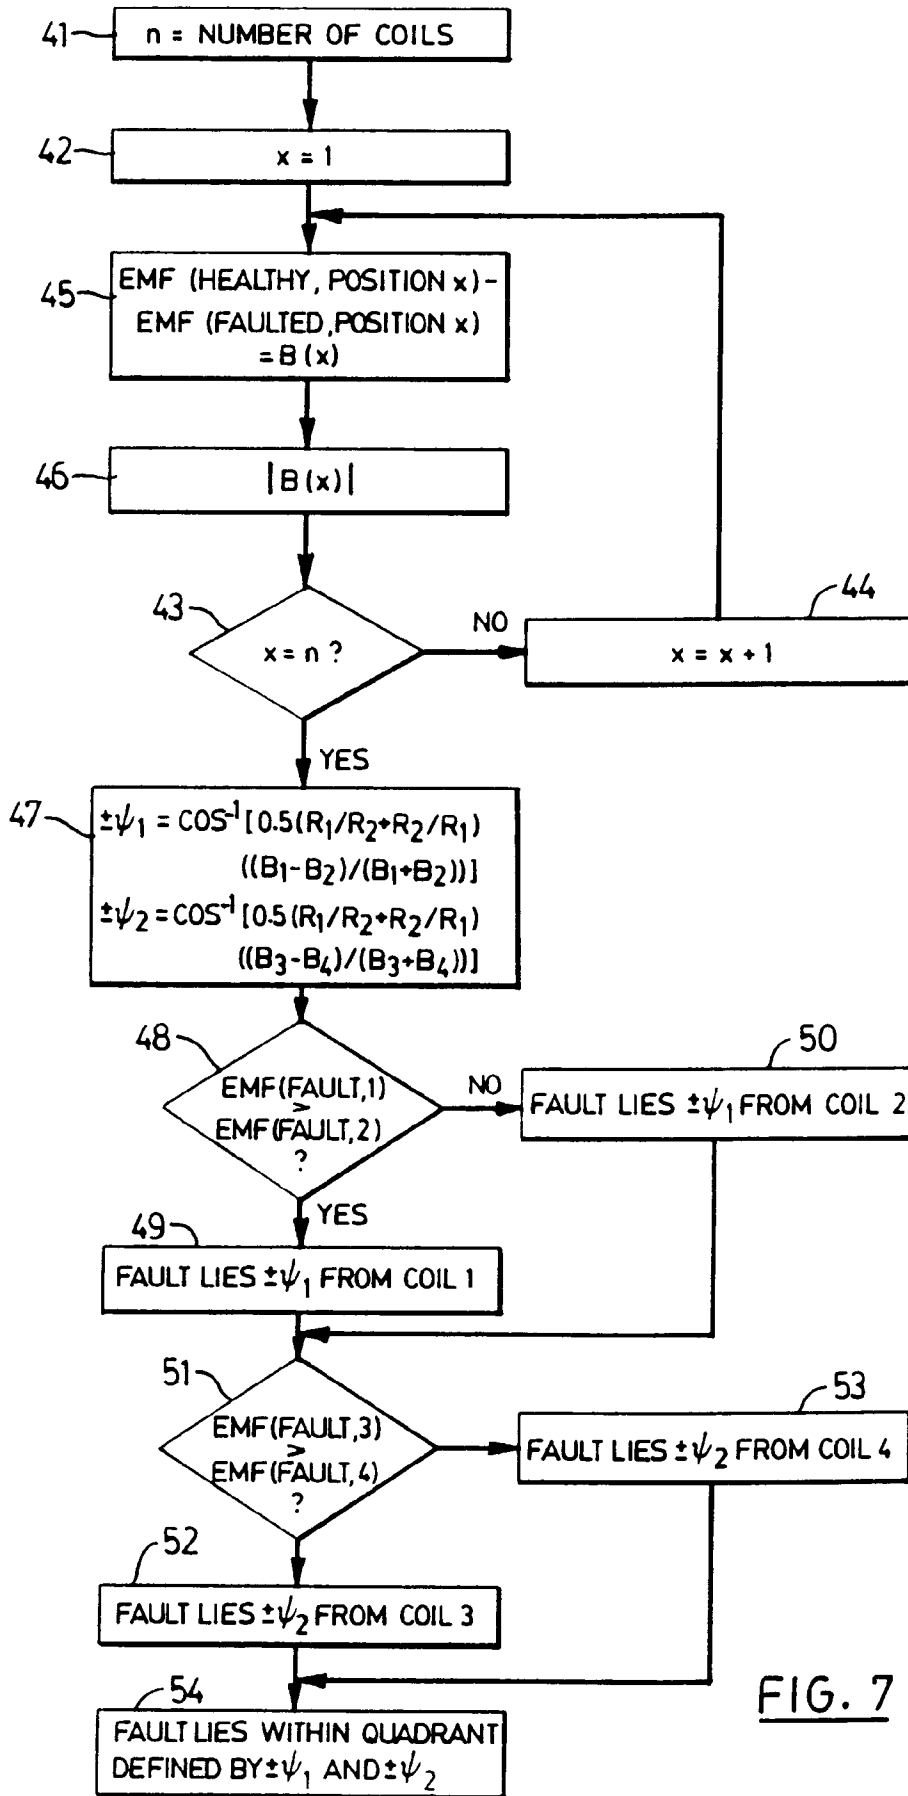 41
n = NUMBER OF COILS
42
x = 1
45
EMF (HEALTHY, POSITION x) -
EMF (FAULTED, POSITION x)
= B (x)
46
|B (x)|
43
x = n ?
NO
44
x = x + 1
YES
47
±ψ1 = COS-1 [0.5(R1/R2+R2/R1)
((B1-B2)/(B1+B2))]
±ψ2 = COS-1 [0.5(R1/R2+R2/R1)
((B3-B4)/(B3+B4))]
48
EMF(FAULT,1)
>
EMF(FAULT,2)
?
NO
50
FAULT LIES ±ψ1 FROM COIL 2
YES
49
FAULT LIES ±ψ1 FROM COIL 1
51
EMF(FAULT,3)
>
EMF(FAULT,4)
?
53
FAULT LIES ±ψ2 FROM COIL 4
52
FAULT LIES ±ψ2 FROM COIL 3
54
FAULT LIES WITHIN QUADRANT
DEFINED BY ±ψ1 AND ±ψ2
FIG. 7